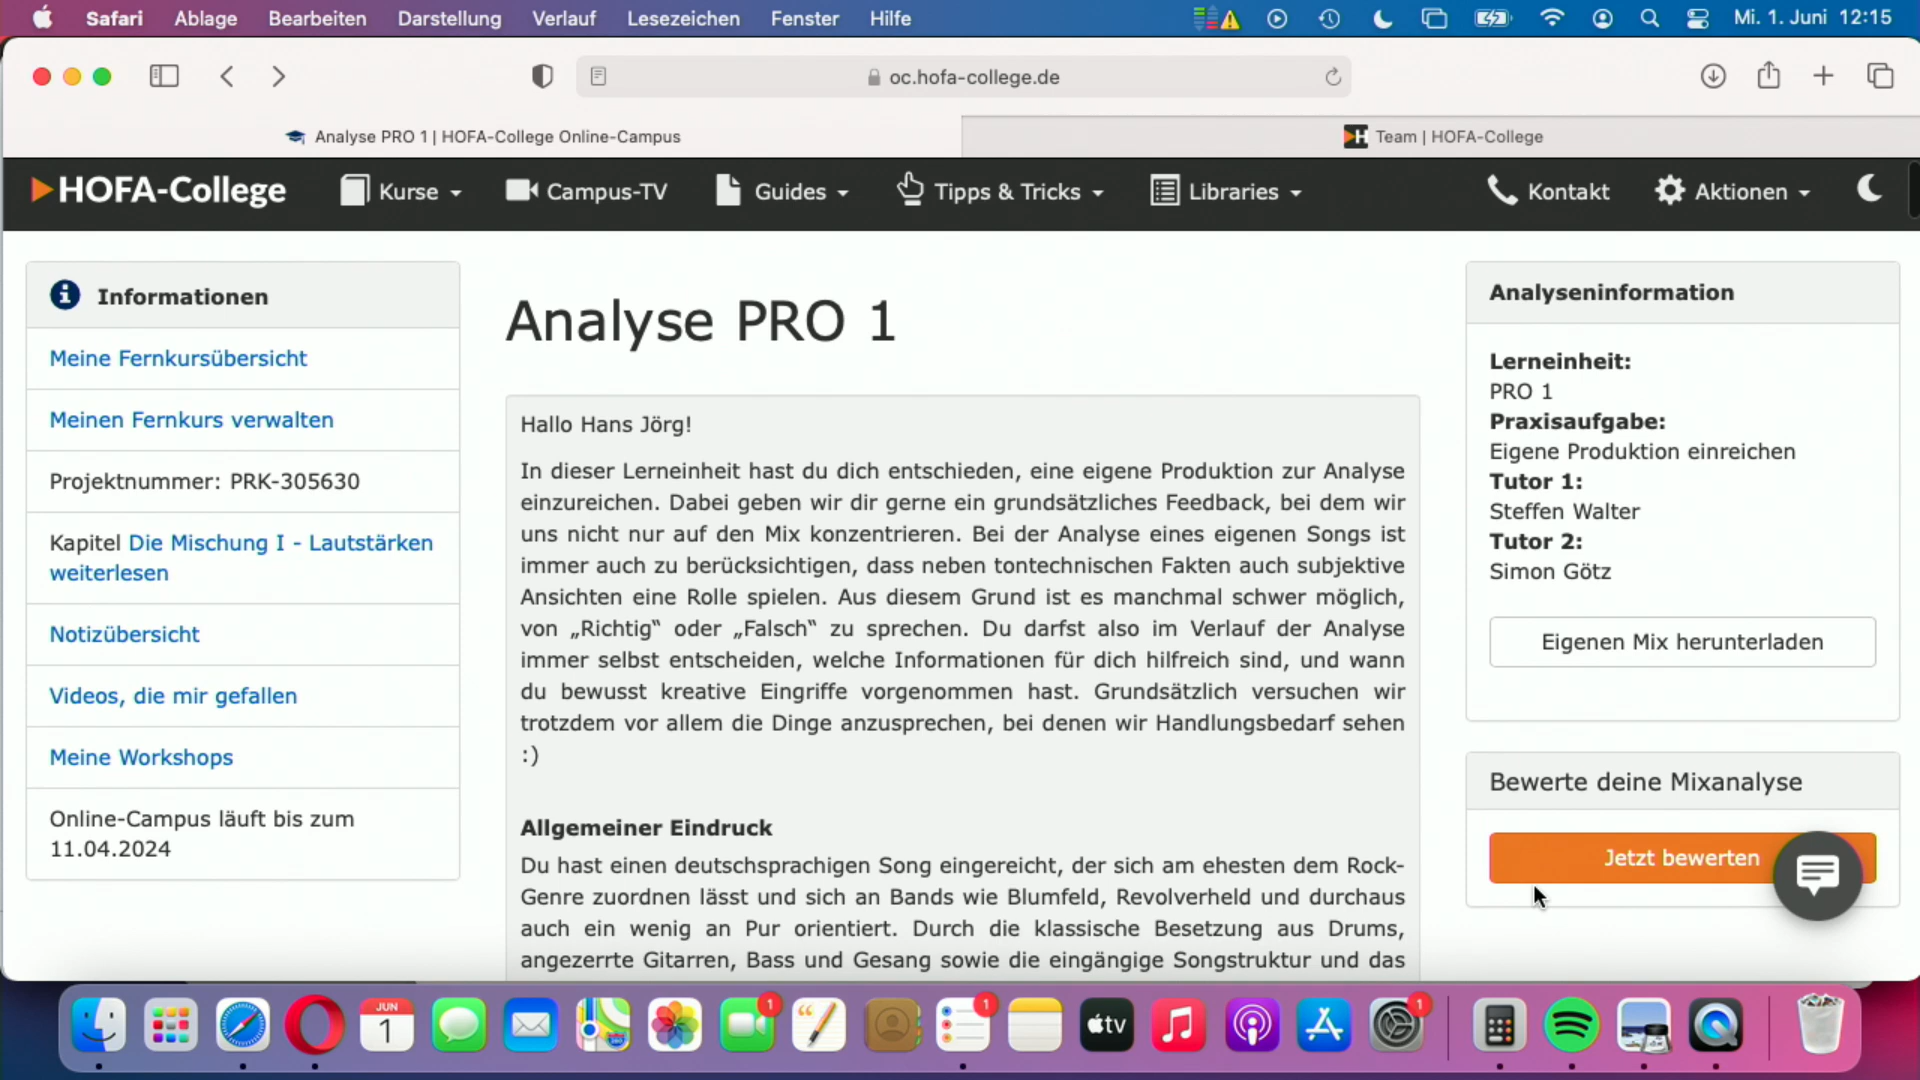 Safari Ablage Bearbeiten Darstellung Verlauf Lesezeichen Fenster Hilfe Mi. 1. Juni 12:15
oc.hofa-college.de
Analyse PRO 1 | HOFA-College Online-Campus
Team | HOFA-College
HOFA-College Kurse Campus-TV Guides Tipps & Tricks Libraries Kontakt Aktionen
Informationen
Meine Fernkursübersicht
Meinen Fernkurs verwalten
Projektnummer: PRK-305630
Kapitel Die Mischung I - Lautstärken
weiterlesen
Notizübersicht
Videos, die mir gefallen
Meine Workshops
Online-Campus läuft bis zum
11.04.2024
Analyse PRO 1
Hallo Hans Jörg!
In dieser Lerneinheit hast du dich entschieden, eine eigene Produktion zur Analyse
einzureichen. Dabei geben wir dir gerne ein grundsätzliches Feedback, bei dem wir
uns nicht nur auf den Mix konzentrieren. Bei der Analyse eines eigenen Songs ist
immer auch zu berücksichtigen, dass neben tontechnischen Fakten auch subjektive
Ansichten eine Rolle spielen. Aus diesem Grund ist es manchmal schwer möglich,
von „Richtig“ oder „Falsch“ zu sprechen. Du darfst also im Verlauf der Analyse
immer selbst entscheiden, welche Informationen für dich hilfreich sind, und wann
du bewusst kreative Eingriffe vorgenommen hast. Grundsätzlich versuchen wir
trotzdem vor allem die Dinge anzusprechen, bei denen wir Handlungsbedarf sehen
:)
Allgemeiner Eindruck
Du hast einen deutschsprachigen Song eingereicht, der sich am ehesten dem Rock-
Genre zuordnen lässt und sich an Bands wie Blumfeld, Revolverheld und durchaus
auch ein wenig an Pur orientiert. Durch die klassische Besetzung aus Drums,
angezerrte Gitarren, Bass und Gesang sowie die eingängige Songstruktur und das
Analyseninformation
Lerneinheit:
PRO 1
Praxisaufgabe:
Eigene Produktion einreichen
Tutor 1:
Steffen Walter
Tutor 2:
Simon Götz
Eigenen Mix herunterladen
Bewerte deine Mixanalyse
Jetzt bewerten
JUN
1
1
1
tv
1